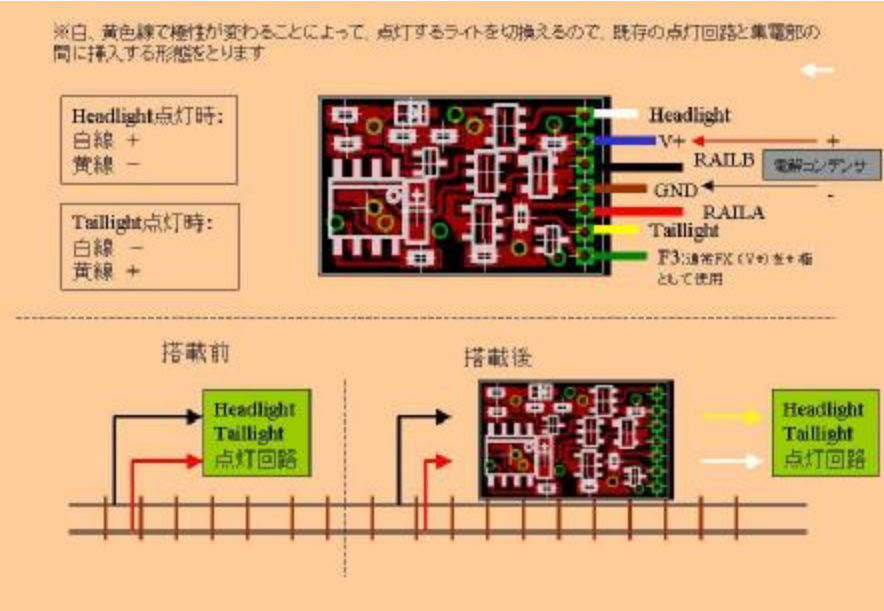 ※白、黄色線で極性が変わることによって、点灯するライトを切換えるので、既存の点灯回路と集電部の
間に挿入する形態をとります
Headlight点灯時:
白線 +
黄線 −
Taillight点灯時:
白線 −
黄線 +
Headlight
V+
+
RAILB
電解コンデンサ
GND
-
RAILA
Taillight
F3:通常FX(V+)を+極
として使用
搭載前
搭載後
Headlight
Taillight
点灯回路
Headlight
Taillight
点灯回路